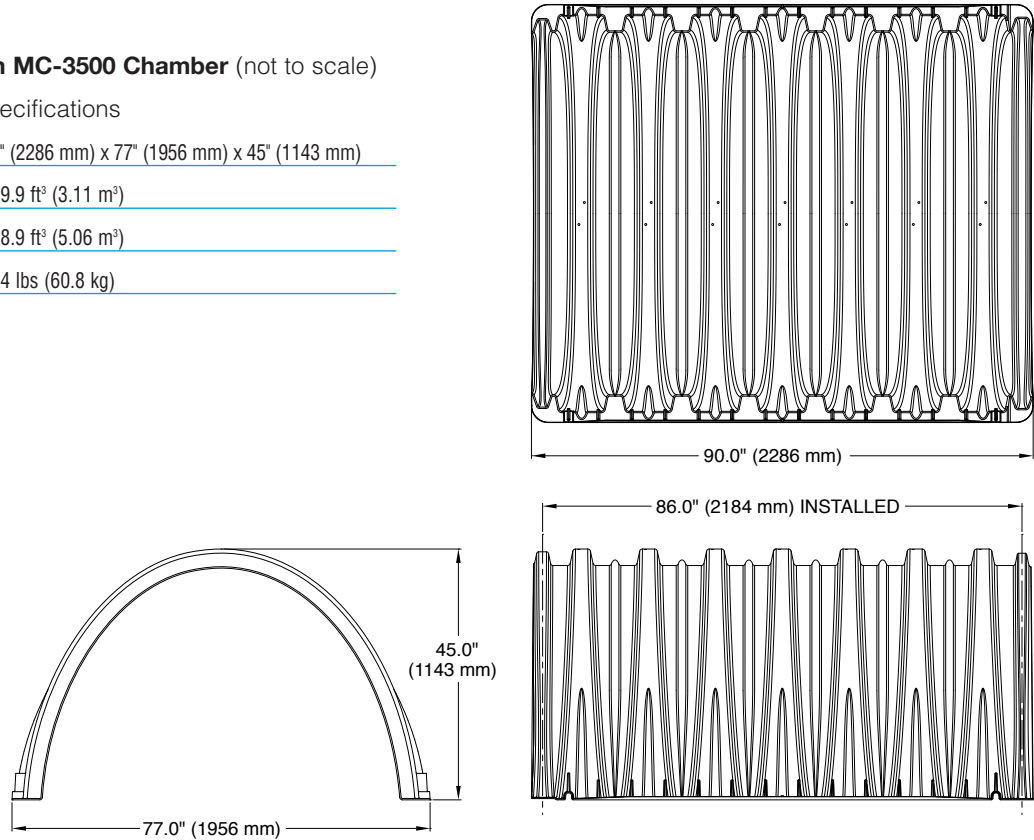 MC-3500 Chamber (not to scale)
(2286 mm) x 77" (1956 mm) x 45" (1143 mm)
9.9 ft³ (3.11 m³)
8.9 ft³ (5.06 m³)
4 lbs (60.8 kg)
90.0" (2286 mm)
86.0" (2184 mm) INSTALLED
45.0"
(1143 mm)
77.0" (1956 mm)